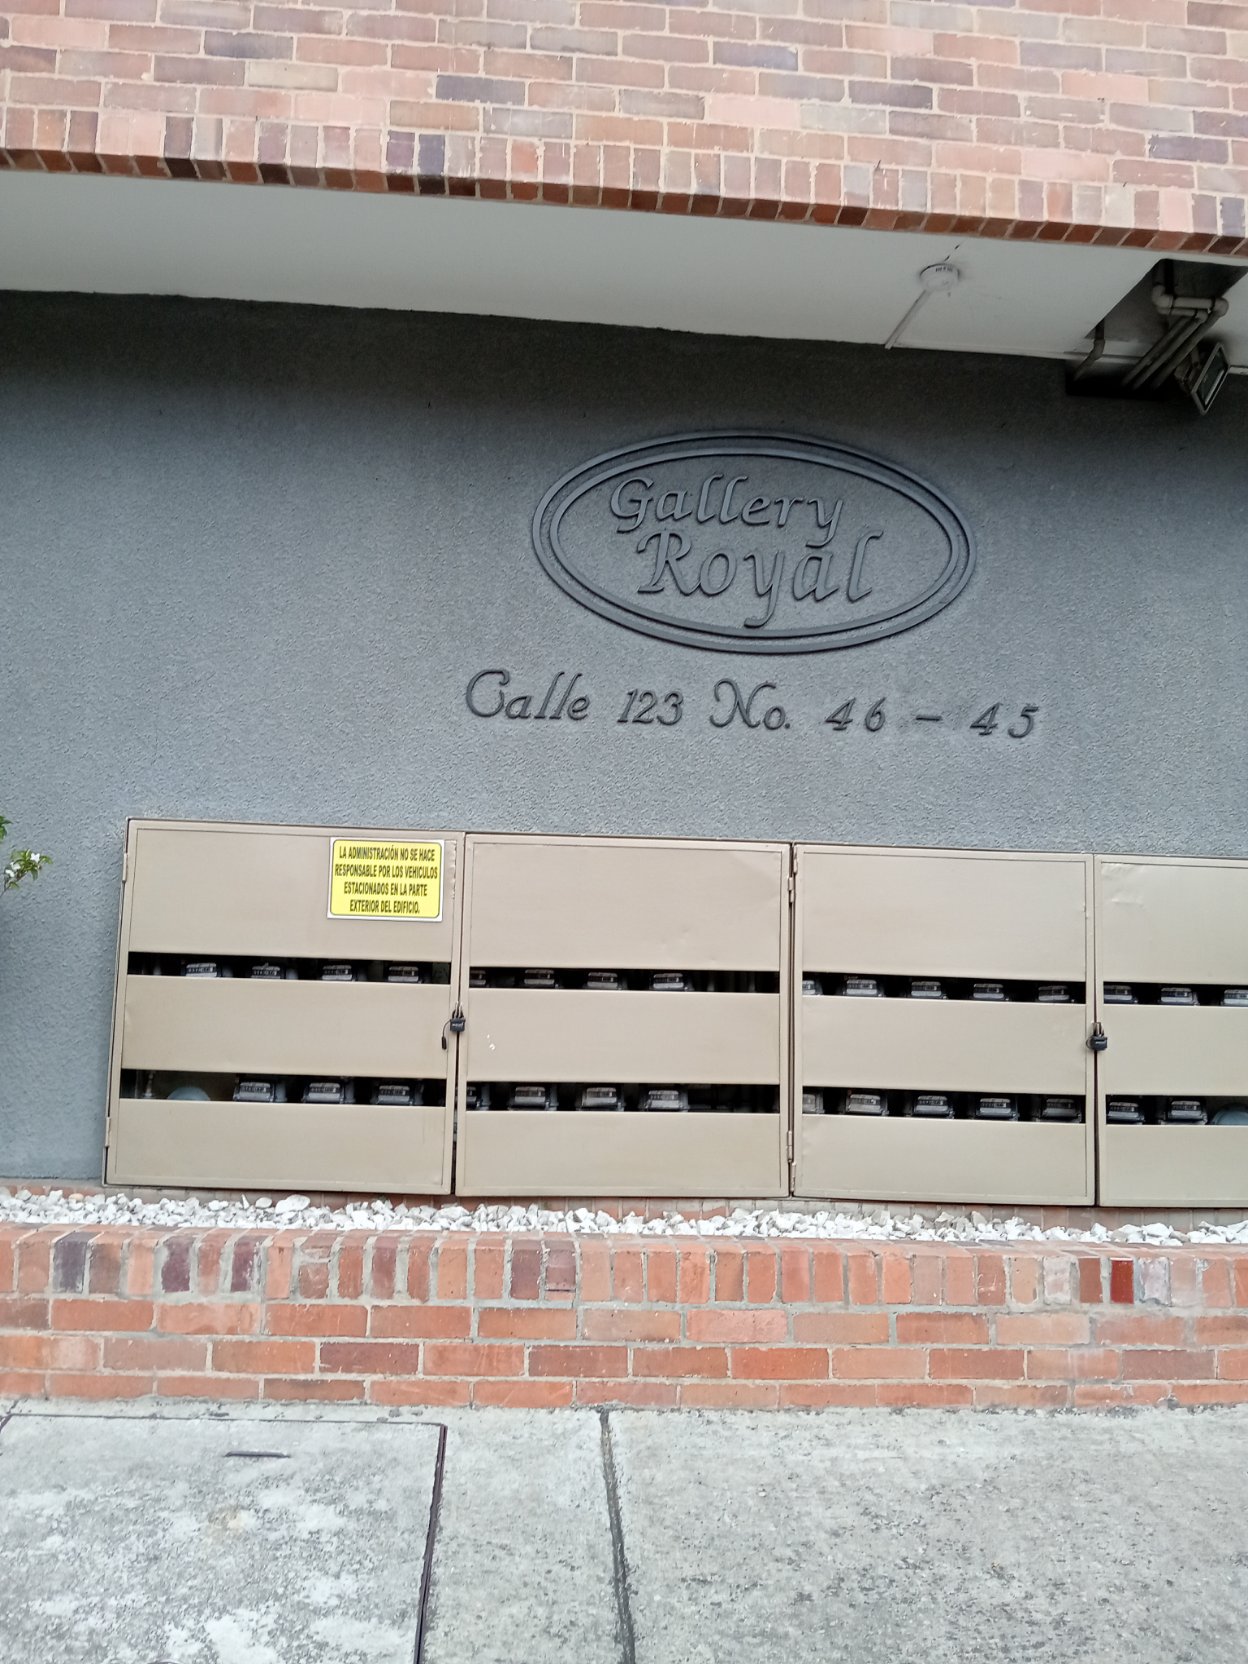 Gallery
Royal
Calle 123 No. 46 - 45
LA ADMINISTRACIÓN NO SE HACE
RESPONSABLE POR LOS VEHICULOS
ESTACIONADOS EN LA PARTE
EXTERIOR DEL EDIFICIO.